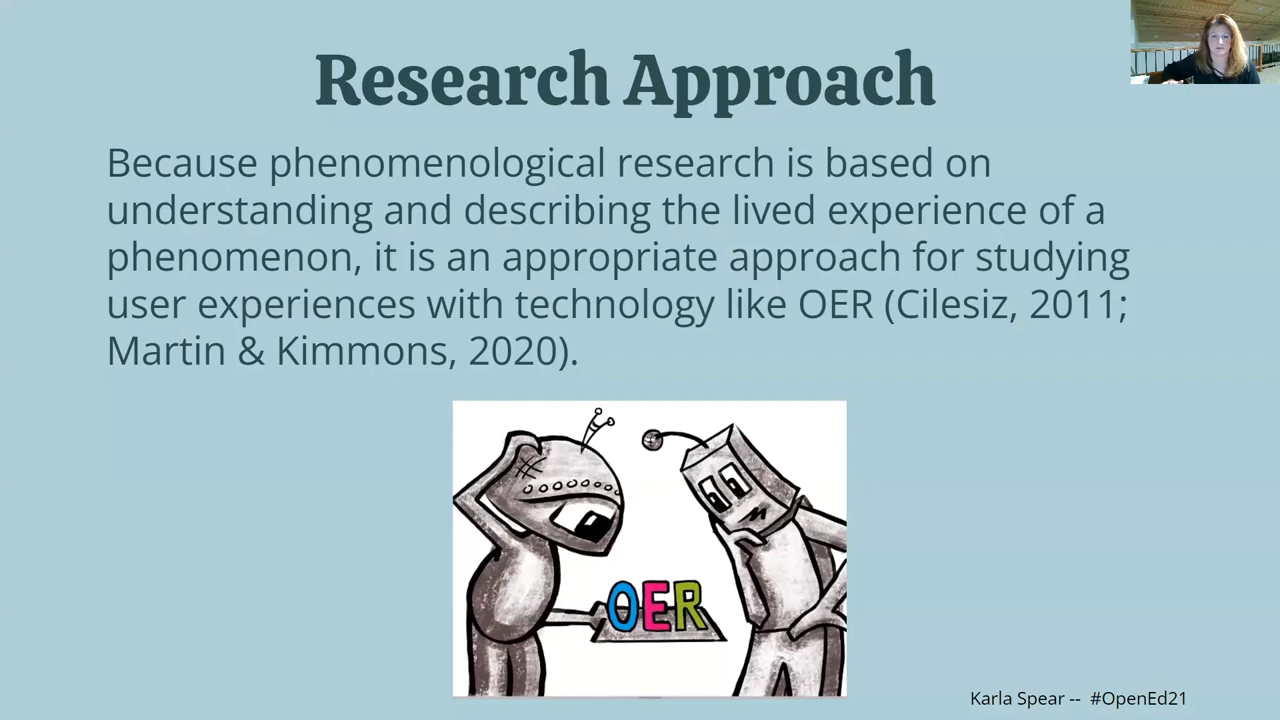 Research Approach
Because phenomenological research is based on
understanding and describing the lived experience of a
phenomenon, it is an appropriate approach for studying
user experiences with technology like OER (Cilesiz, 2011;
Martin & Kimmons, 2020).
OER
Karla Spear -- #OpenEd21